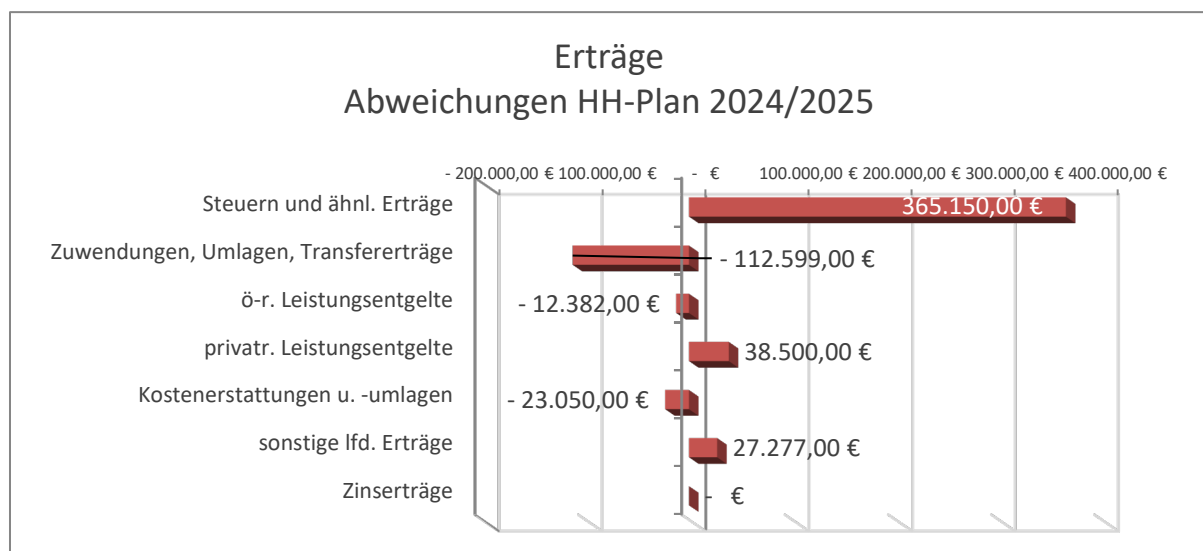 Erträge
Abweichungen HH-Plan 2024/2025
- 200.000,00 € - 100.000,00 € - € 100.000,00 € 200.000,00 € 300.000,00 € 400.000,00 €
Steuern und ähnl. Erträge 365.150,00 €
Zuwendungen, Umlagen, Transfererträge - 112.599,00 €
ö-r. Leistungsentgelte - 12.382,00 €
privatr. Leistungsentgelte 38.500,00 €
Kostenerstattungen u. -umlagen - 23.050,00 €
sonstige lfd. Erträge 27.277,00 €
Zinserträge - €